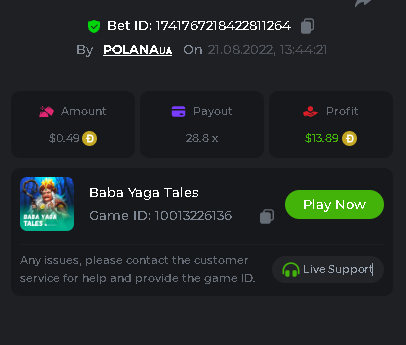 Bet ID: 1741767218422811264
By POLANAUA On 21.08.2022, 13:44:21
Amount Payout Profit
$0.49 28.8 x $13.89
BABA YAGA
TALES
Baba Yaga Tales
Game ID: 10013226136
Play Now
Any issues, please contact the customer
service for help and provide the game ID.
Live Support